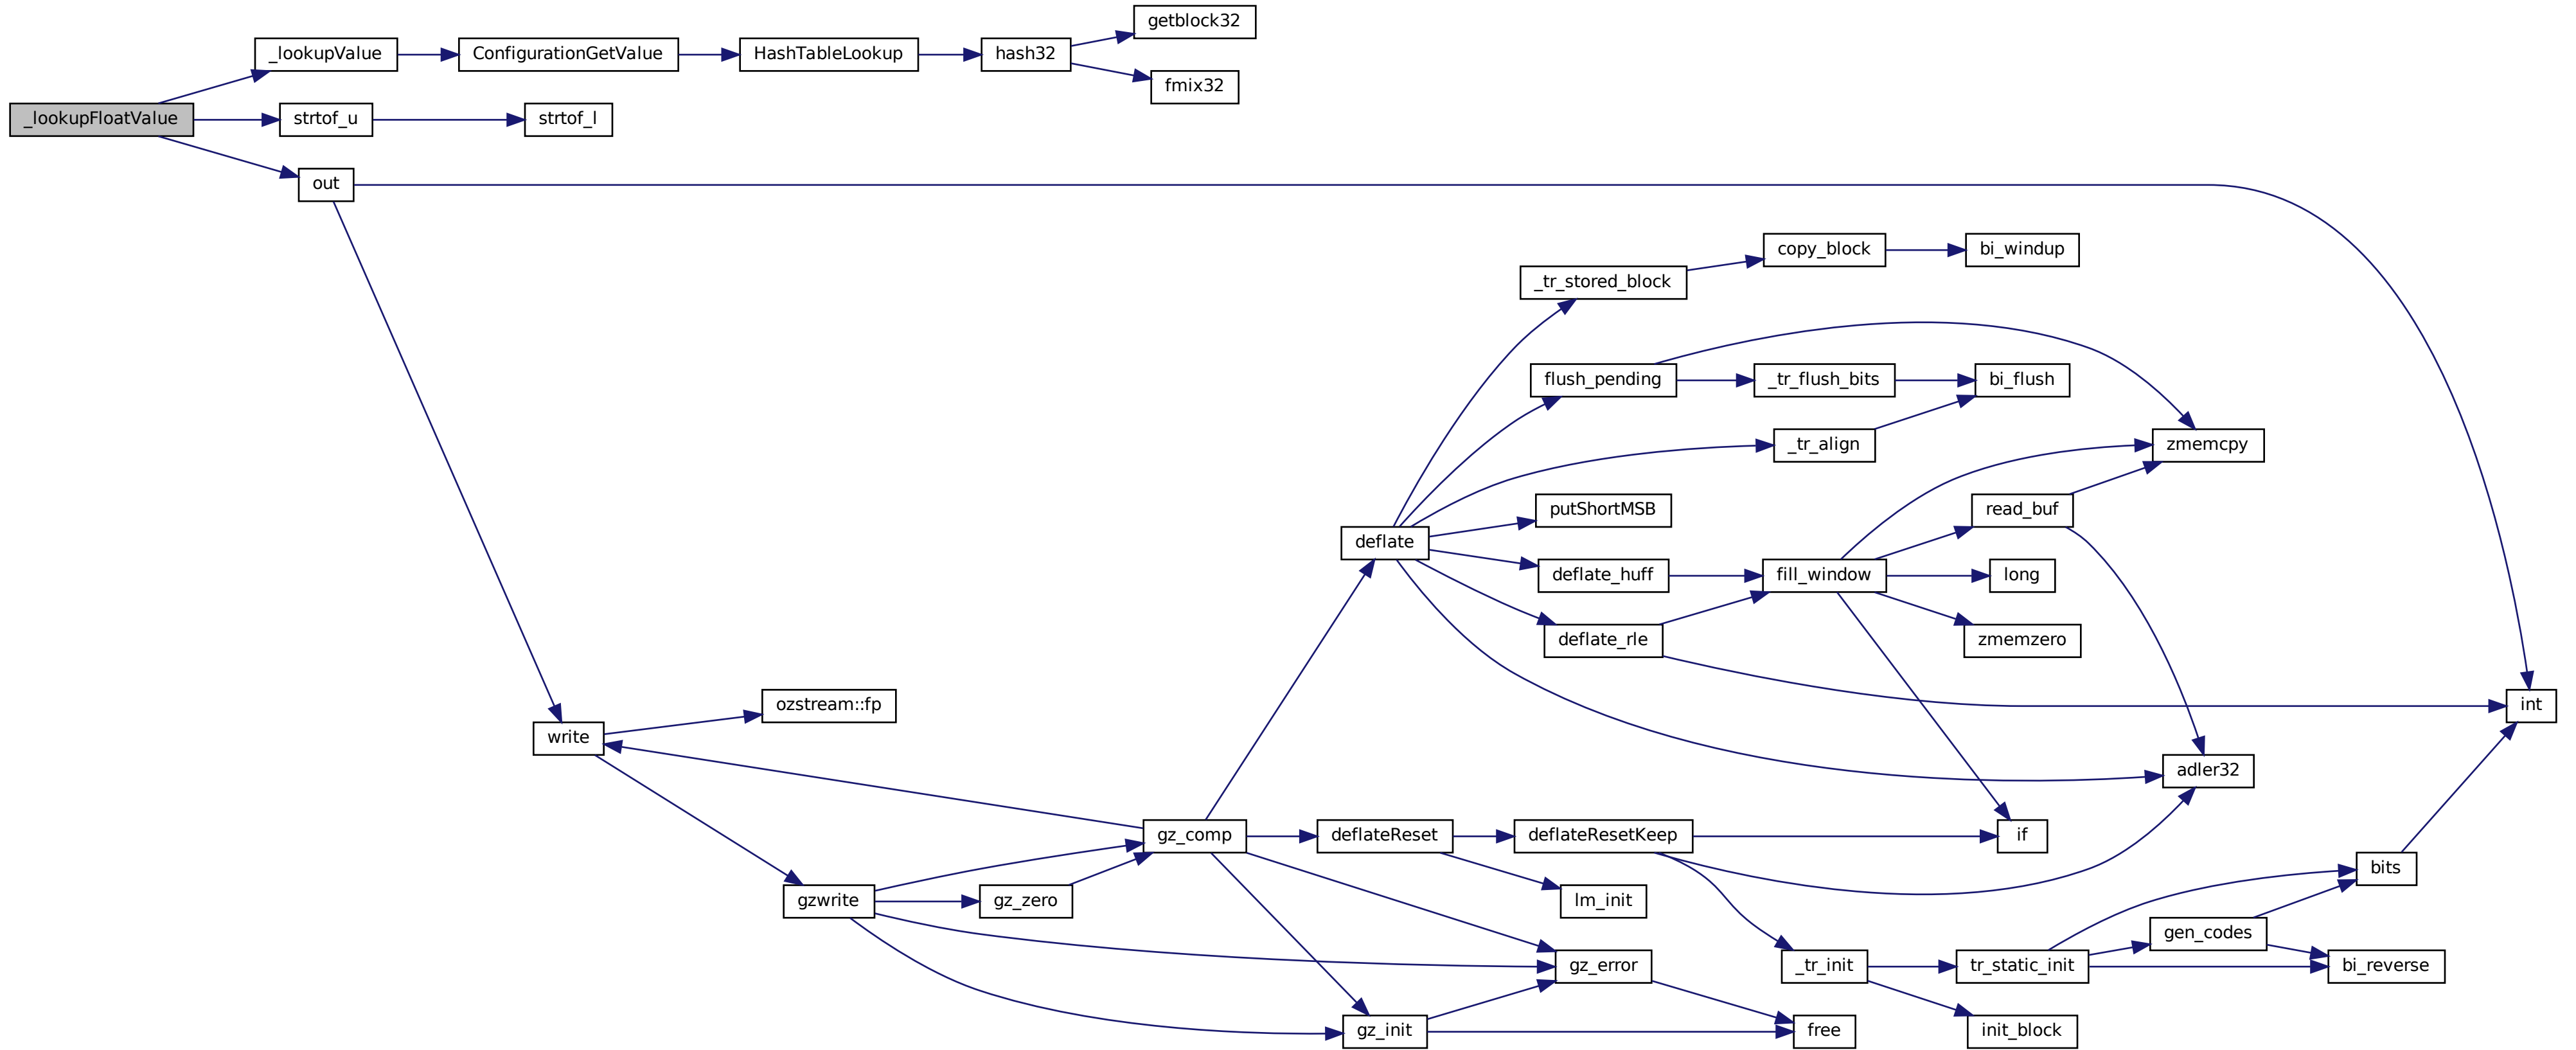 getblock32
_lookupValue
ConfigurationGetValue
HashTableLookup
hash32
fmix32
_lookupFloatValue
strtof_u
strtof_l
out
copy_block
bi_windup
_tr_stored_block
flush_pending
_tr_flush_bits
bi_flush
_tr_align
zmemcpy
putShortMSB
read_buf
deflate
deflate_huff
fill_window
long
deflate_rle
zmemzero
ozstream::fp
int
write
adler32
gz_comp
deflateReset
deflateResetKeep
if
bits
gzwrite
gz_zero
lm_init
gen_codes
gz_error
_tr_init
tr_static_init
bi_reverse
gz_init
free
init_block